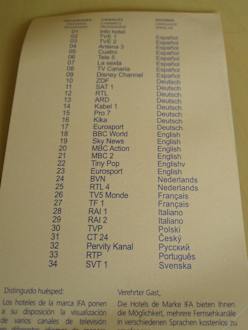 PROGRAMMES CHANNELS
01 Info hotel
02 TVE 1 Español
03 TVE 2 Español
04 Antena 3 Español
05 Cuatro Español
06 Tele 5 Español
07 La sexta Español
08 TV Canaria Español
09 Disney Channel Español
10 ZDF Deutsch
11 SAT 1 Deutsch
12 RTL Deutsch
13 ARD Deutsch
14 Kabel 1 Deutsch
15 Pro 7 Deutsch
16 Kika Deutsch
17 Eurosport Deutsch
18 BBC World English
19 Sky News English
20 MBC Action English
21 MBC 2 English
22 Tiny Pop English
23 Eurosport English
24 BVN Nederlands
25 RTL 4 Nederlands
26 TV5 Monde Français
27 TF 1 Français
28 RAI 1 Italiano
29 RAI 2 Italiano
30 TVP Polski
31 CT 24 Český
32 Pervity Kanal Русский
33 RTP Português
34 SVT 1 Svenska
Distinguido huésped:
Los hoteles de la marca IFA ponen
a su disposición la visualización
de varios canales de televisión
Verehrter Gast,
Die Hotels der Marke IFA bieten Ihnen
die Möglichkeit, mehrere Fernsehkanäle
in verschiedenen Sprachen kostenlos